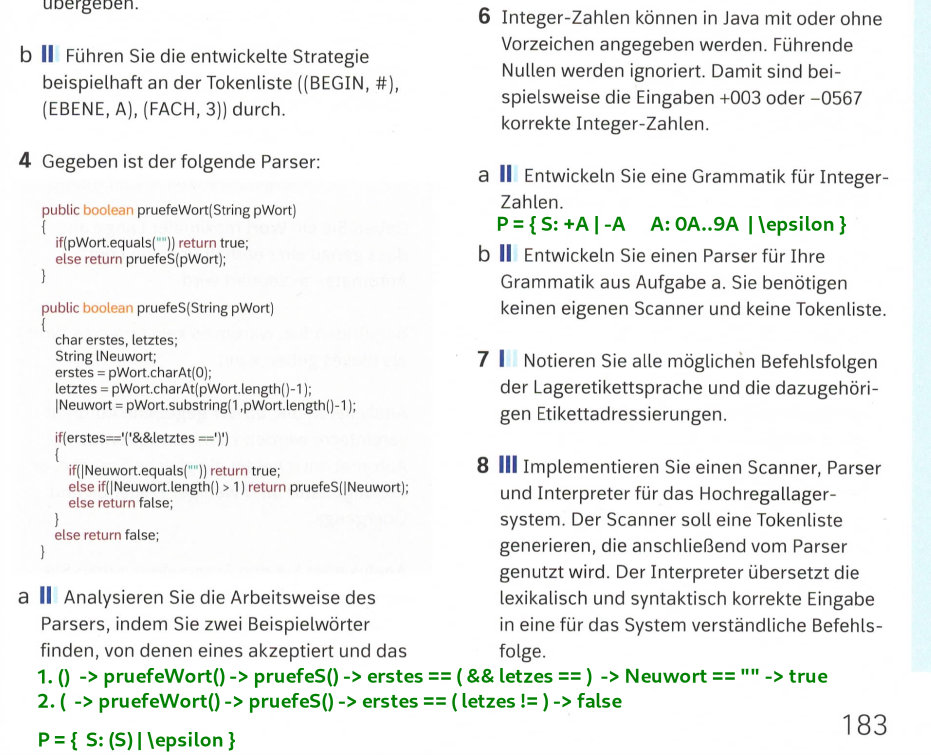 übergeben.
b Führen Sie die entwickelte Strategie
beispielhaft an der Tokenliste ((BEGIN, #),
(EBENE, A), (FACH, 3)) durch.
4 Gegeben ist der folgende Parser:
public boolean pruefeWort(String pWort)
{
if(pWort.equals("")) return true;
else return pruefeS(pWort);
}
public boolean pruefeS(String pWort)
{
char erstes, letztes;
String lNeuwort;
erstes = pWort.charAt(0);
letztes = pWort.charAt(pWort.length()-1);
lNeuwort = pWort.substring(1,pWort.length()-1);
if(erstes=='('&&letztes ==')')
{
if(lNeuwort.equals("")) return true;
else if(lNeuwort.length() > 1) return pruefeS(lNeuwort);
else return false;
}
else return false;
}
a Analysieren Sie die Arbeitsweise des
Parsers, indem Sie zwei Beispielwörter
finden, von denen eines akzeptiert und das
1. () -> pruefeWort() -> pruefeS() -> erstes == ( && letzes == ) -> Neuwort == "" -> true
2. ( -> pruefeWort() -> pruefeS() -> erstes == ( letzes != ) -> false
P = { S: (S) | \epsilon }
6 Integer-Zahlen können in Java mit oder ohne
Vorzeichen angegeben werden. Führende
Nullen werden ignoriert. Damit sind bei-
spielsweise die Eingaben +003 oder −0567
korrekte Integer-Zahlen.
a Entwickeln Sie eine Grammatik für Integer-
Zahlen.
P = { S: +A | -A A: 0A..9A | \epsilon }
b Entwickeln Sie einen Parser für Ihre
Grammatik aus Aufgabe a. Sie benötigen
keinen eigenen Scanner und keine Tokenliste.
7 Notieren Sie alle möglichen Befehlsfolgen
der Lageretikettsprache und die dazugehöri-
gen Etikettadressierungen.
8 Implementieren Sie einen Scanner, Parser
und Interpreter für das Hochregallager-
system. Der Scanner soll eine Tokenliste
generieren, die anschließend vom Parser
genutzt wird. Der Interpreter übersetzt die
lexikalisch und syntaktisch korrekte Eingabe
in eine für das System verständliche Befehls-
folge.
183